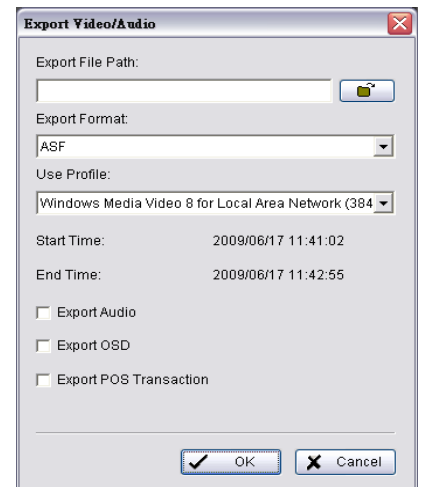 Export Video/Audio
Export File Path:
Export Format:
ASF
Use Profile:
Windows Media Video 8 for Local Area Network (384
Start Time: 2009/06/17 11:41:02
End Time: 2009/06/17 11:42:55
Export Audio
Export OSD
Export POS Transaction
OK Cancel